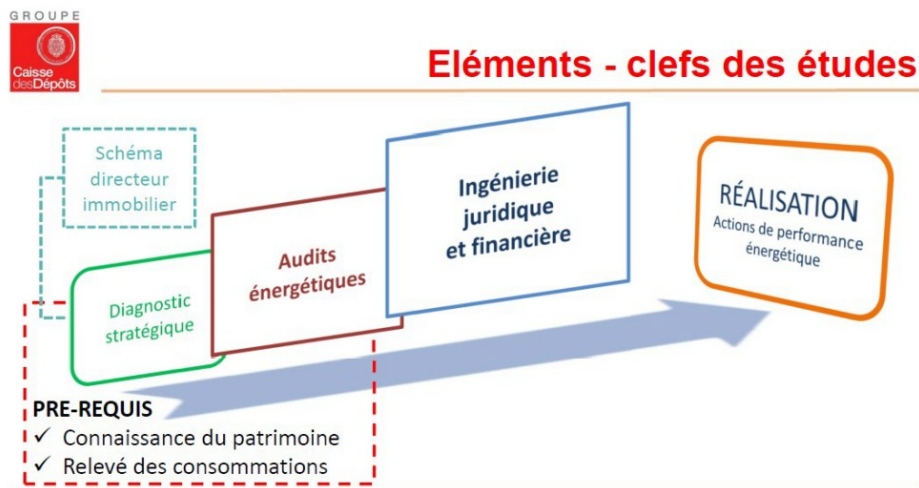 GROUPE
Caisse
desDépôts
Eléments - clefs des études
Schéma
directeur
immobilier
Diagnostic
stratégique
Audits
énergétiques
Ingénierie
juridique
et financière
RÉALISATION
Actions de performance
énergétique
PRE-REQUIS
✓ Connaissance du patrimoine
✓ Relevé des consommations